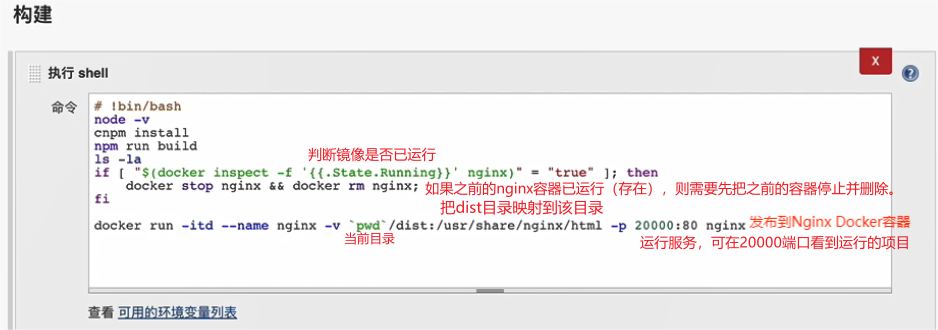 构建
执行 shell
X
?
命令
# !bin/bash
node -v
cnpm install
npm run build
ls -la
判断镜像是否已运行
if [ "$(docker inspect -f '{{.State.Running}}' nginx)" = "true" ]; then
docker stop nginx && docker rm nginx; 如果之前的nginx容器已运行（存在），则需要先把之前的容器停止并删除。
fi
把dist目录映射到该目录
docker run -itd --name nginx -v `pwd`/dist:/usr/share/nginx/html -p 20000:80 nginx 发布到Nginx Docker容器
当前目录
运行服务，可在20000端口看到运行的项目
查看 可用的环境变量列表